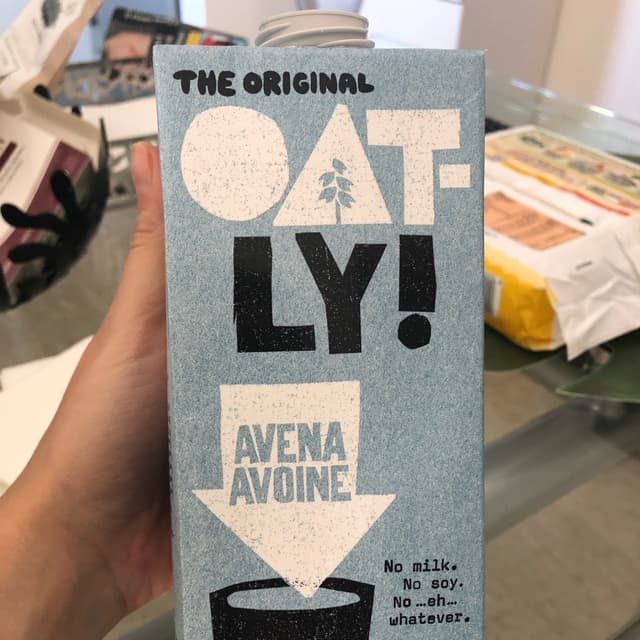 THE ORIGINAL
OAT-
LY!
AVENA
AVOINE
No milk.
No soy.
No ...eh...
whatever.